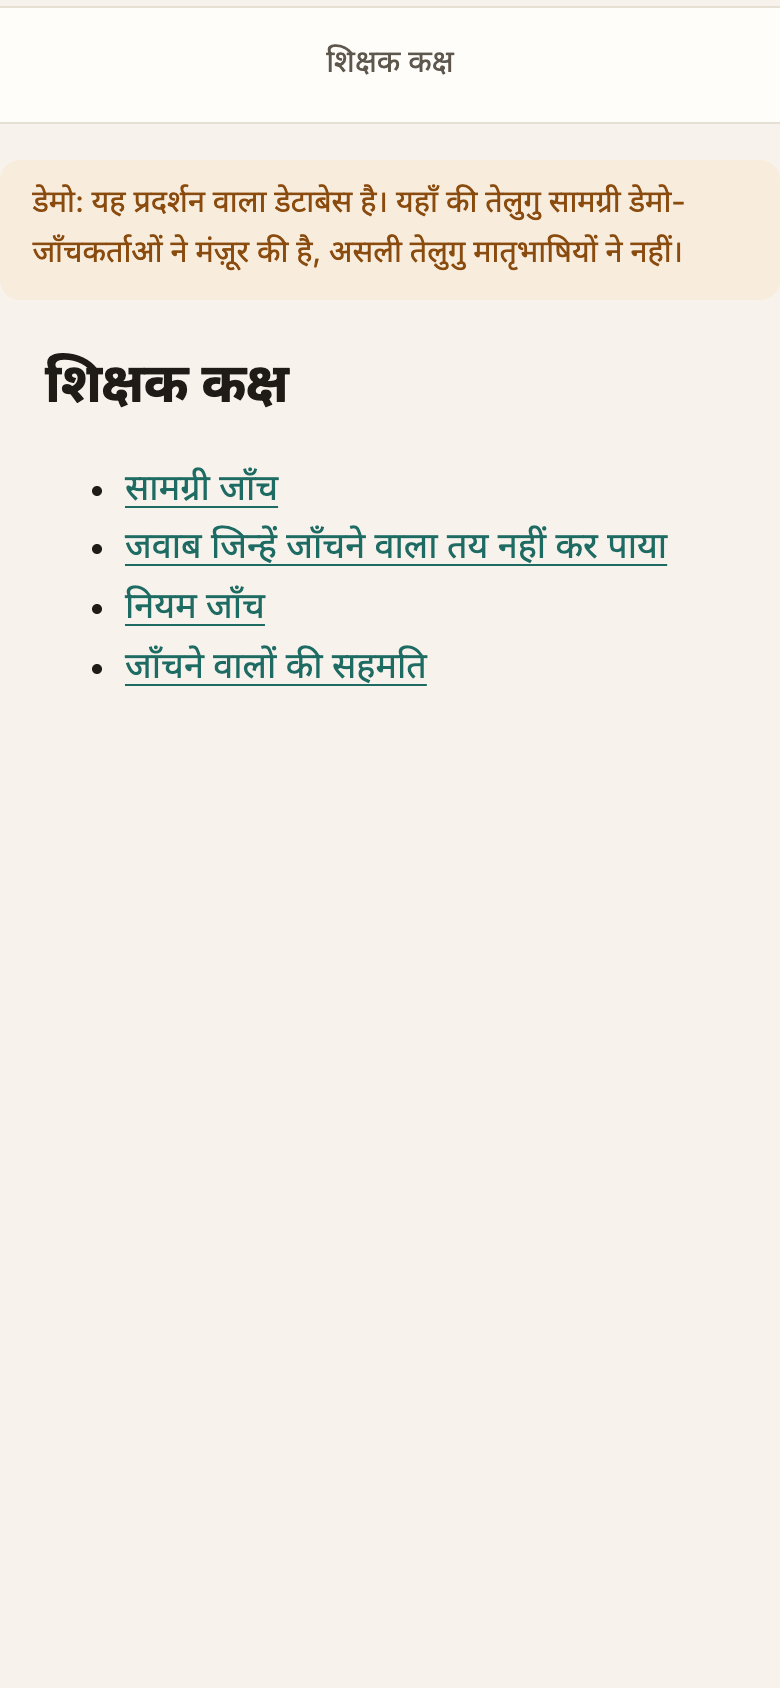 शिक्षक कक्ष
डेमो: यह प्रदर्शन वाला डेटाबेस है। यहाँ की तेलुगु सामग्री डेमो-
जाँचकर्ताओं ने मंज़ूर की है, असली तेलुगु मातृभाषियों ने नहीं।
शिक्षक कक्ष
• सामग्री जाँच
• जवाब जिन्हें जाँचने वाला तय नहीं कर पाया
• नियम जाँच
• जाँचने वालों की सहमति